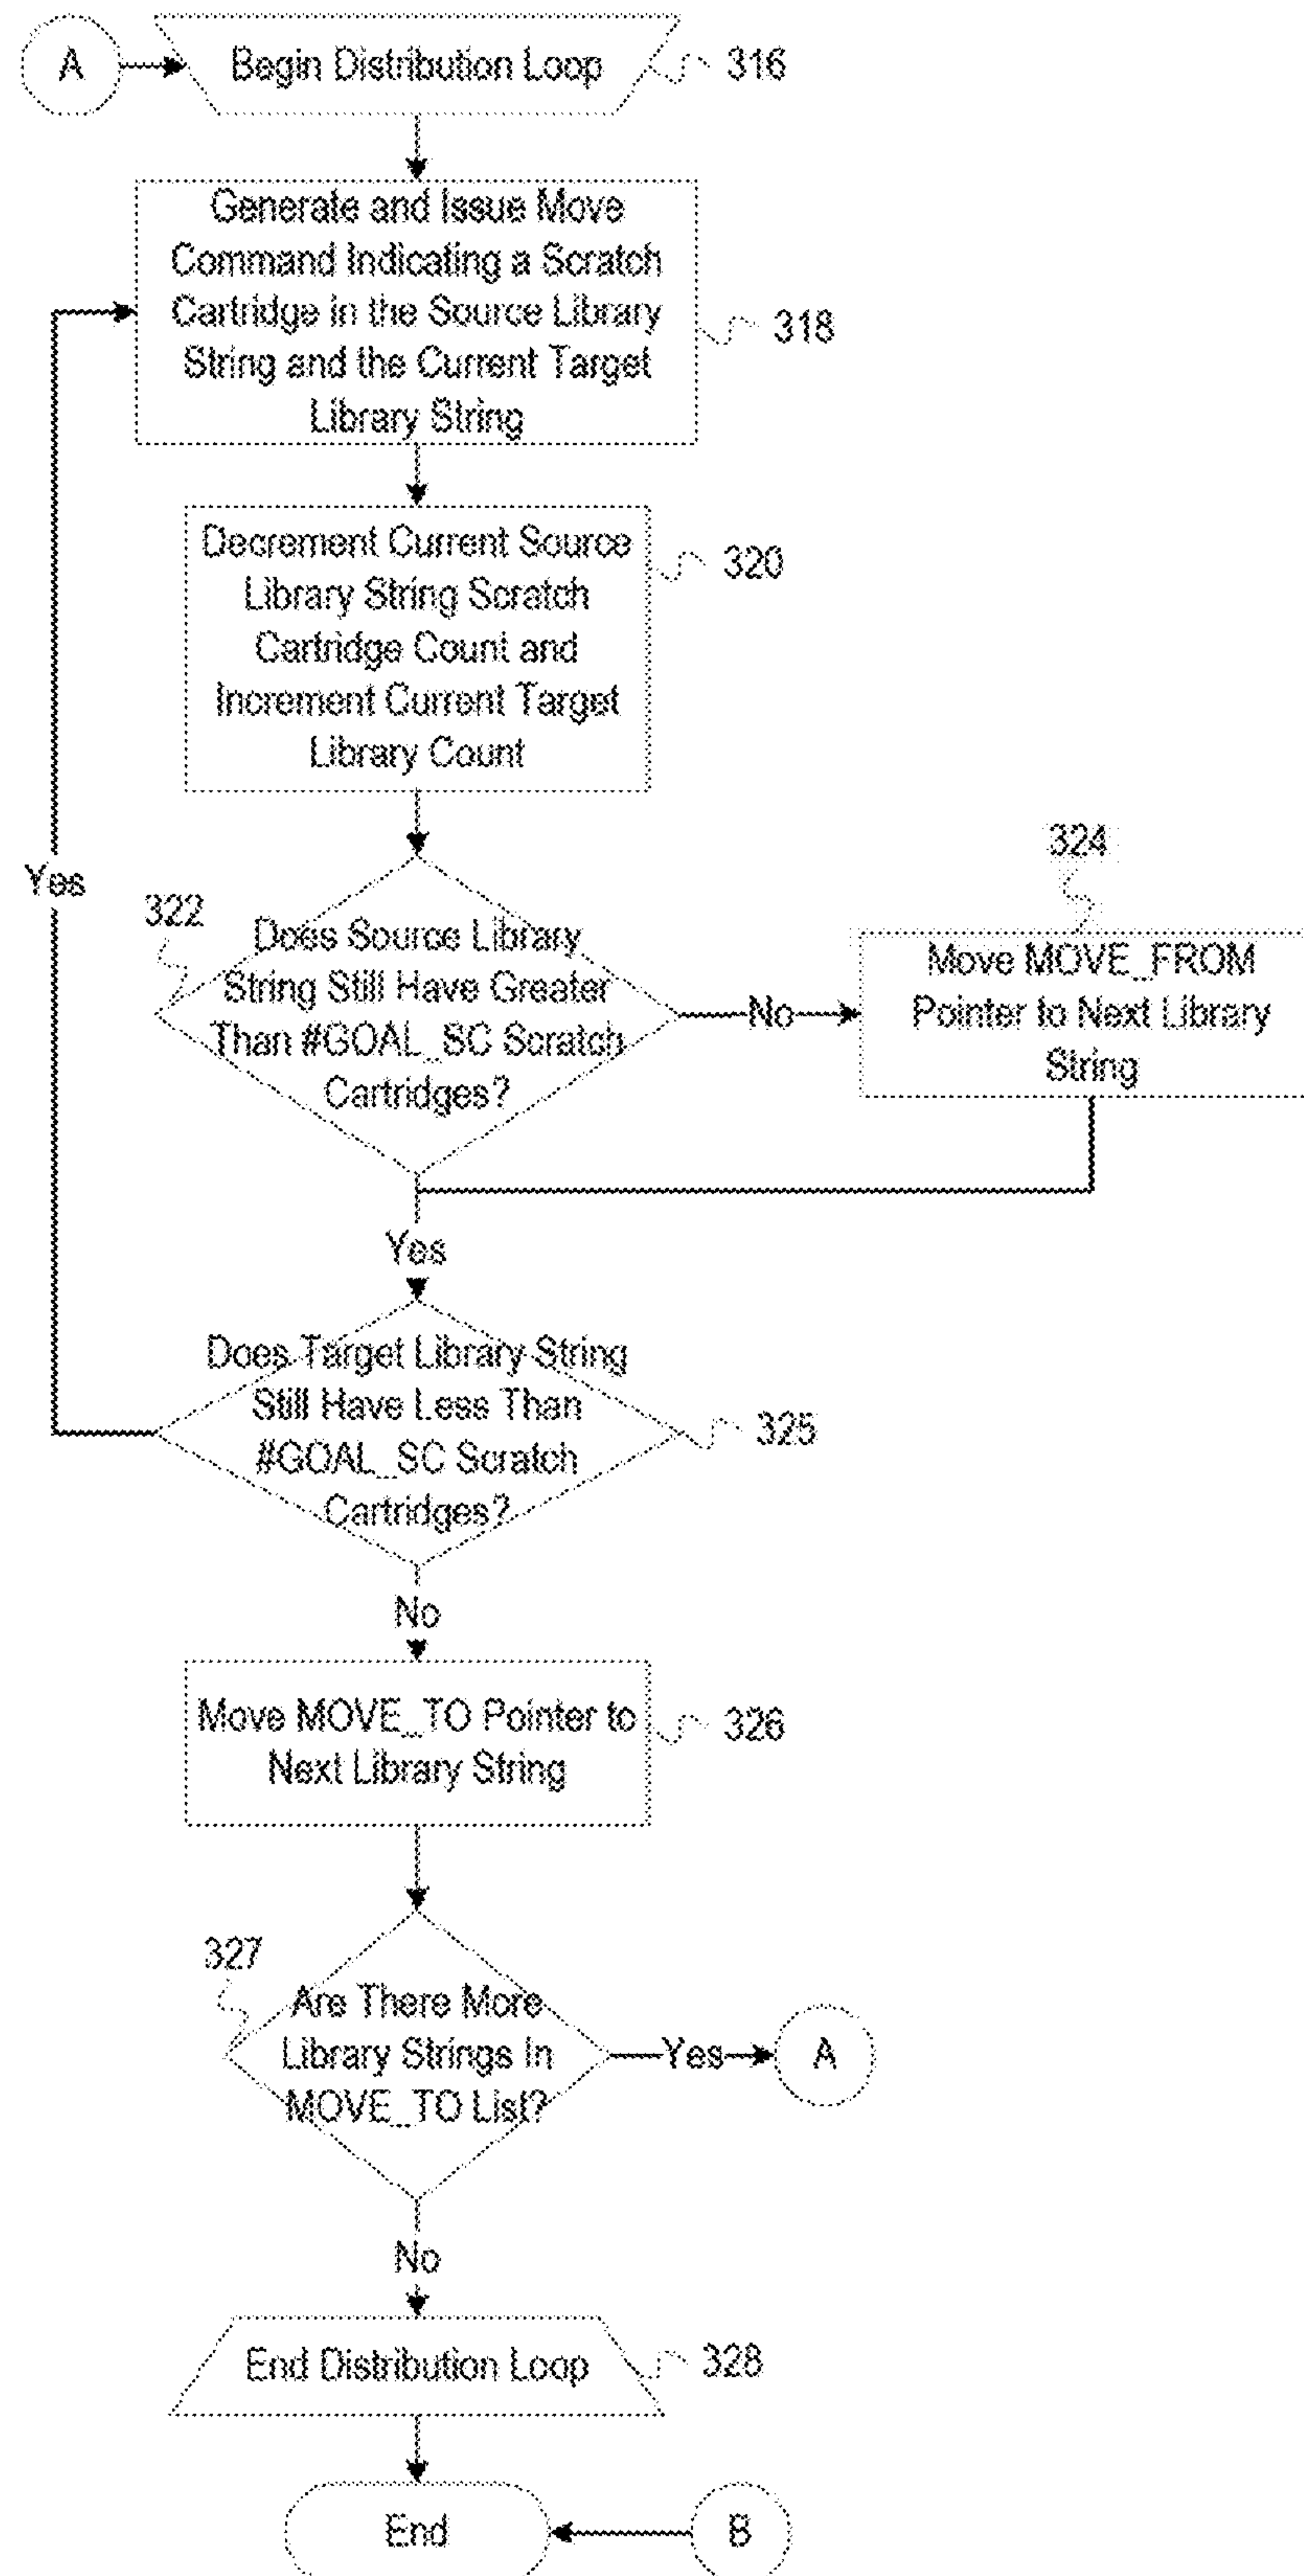 A
Begin Distribution Loop
316
Generate and Issue Move
Command Indicating a Scratch
Cartridge in the Source Library
String and the Current Target
Library String
318
Decrement Current Source
Library String Scratch
Cartridge Count and
Increment Current Target
Library Count
320
Yes
322
Does Source Library
String Still Have Greater
Than #GOAL_SC Scratch
Cartridges?
No
324
Move MOVE_FROM
Pointer to Next Library
String
Yes
Does Target Library String
Still Have Less Than
#GOAL_SC Scratch
Cartridges?
325
No
Move MOVE_TO Pointer to
Next Library String
326
327
Are There More
Library Strings In
MOVE_TO List?
Yes
A
No
End Distribution Loop
328
End
B